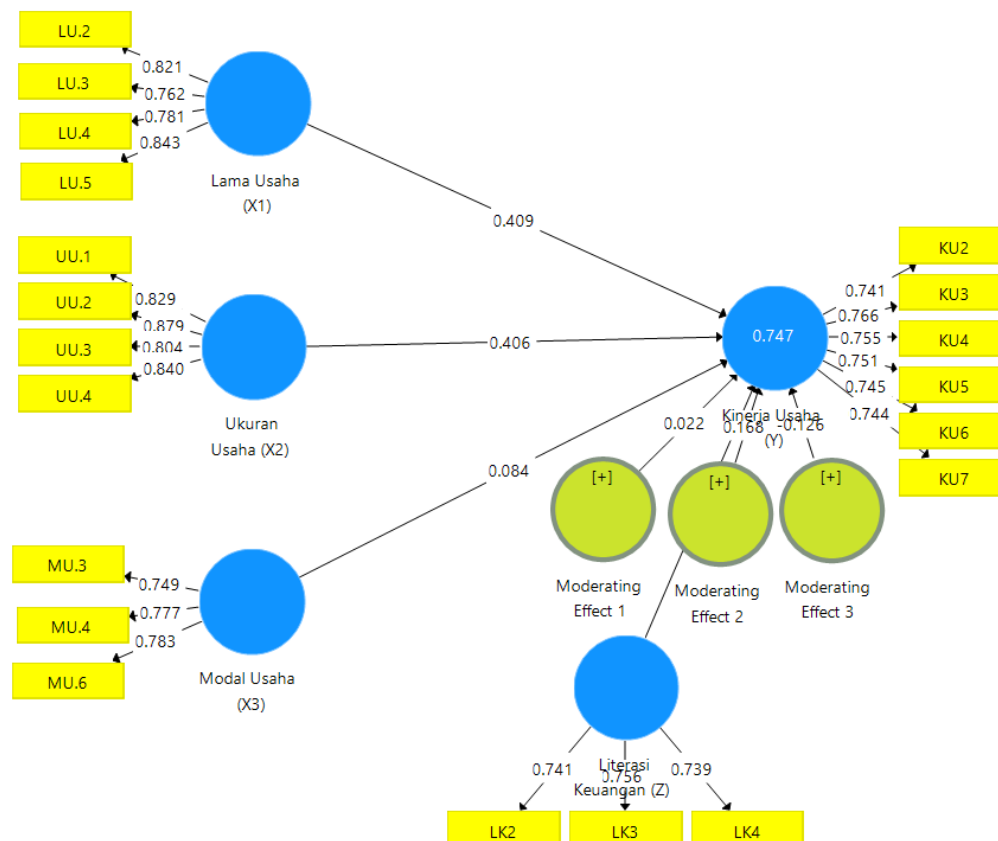 LU.2
LU.3
LU.4
LU.5
0.821
0.762
0.781
0.843
Lama Usaha
(X1)
0.409
UU.1
UU.2
UU.3
UU.4
0.829
0.879
0.804
0.840
Ukuran
Usaha (X2)
0.406
MU.3
MU.4
MU.6
0.749
0.777
0.783
Modal Usaha
(X3)
0.084
0.747
Kinerja Usaha
(Y)
0.741
0.766
0.755
0.751
0.745
0.744
KU2
KU3
KU4
KU5
KU6
KU7
0.022
0.168
-0.126
[+]
[+]
[+]
Moderating
Effect 1
Moderating
Effect 2
Moderating
Effect 3
Literasi
Keuangan (Z)
0.741
0.756
0.739
LK2
LK3
LK4